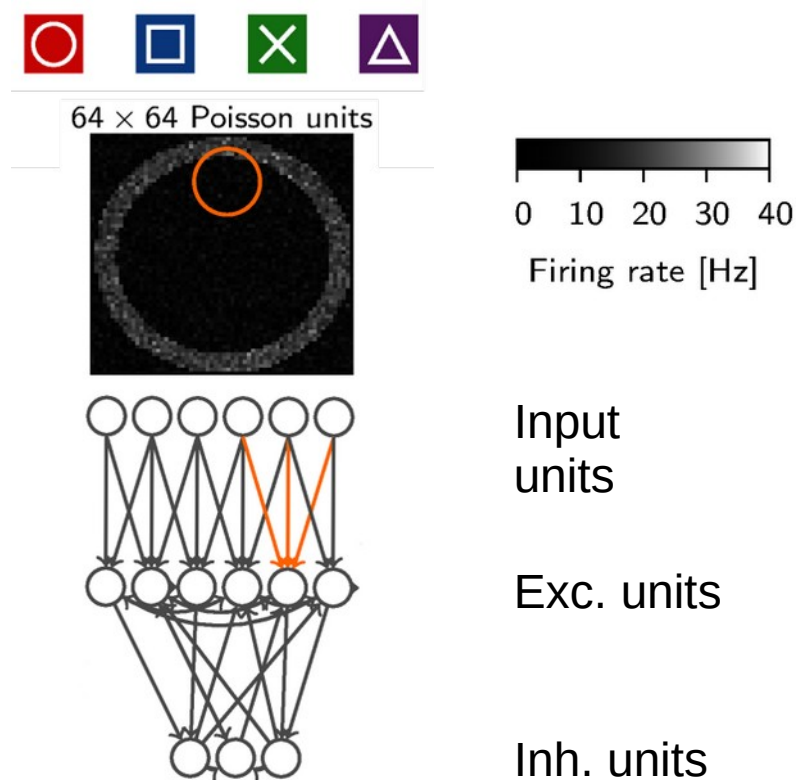 64 × 64 Poisson units
0 10 20 30 40
Firing rate [Hz]
Input
units
Exc. units
Inh. units